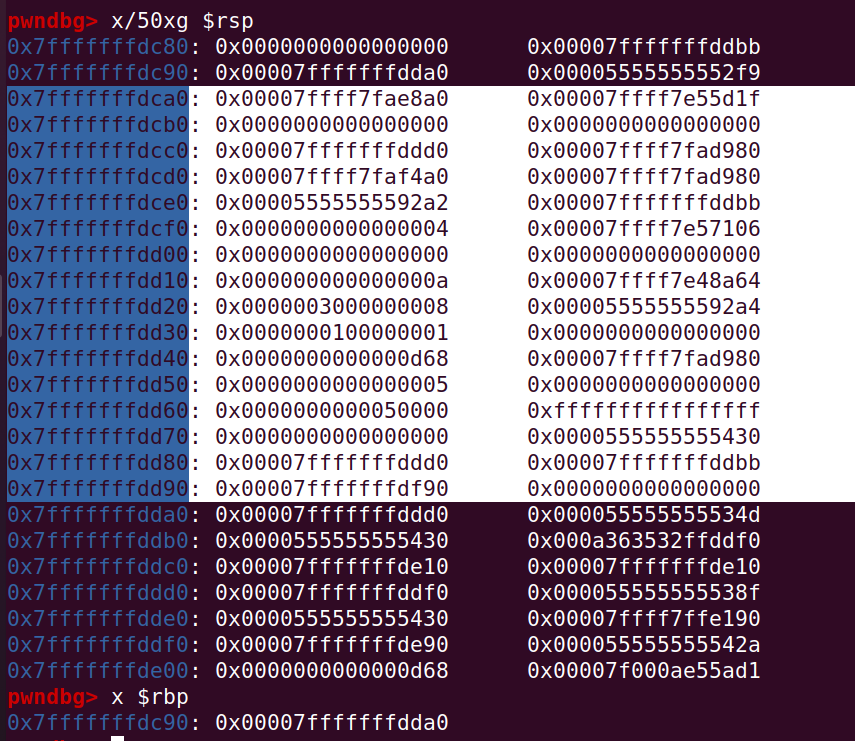 pwndbg> x/50xg $rsp
0x7fffffffdc80: 0x0000000000000000 0x00007fffffffddbb
0x7fffffffdc90: 0x00007fffffffdda0 0x00005555555552f9
0x7fffffffdca0: 0x00007ffff7fae8a0 0x00007ffff7e55d1f
0x7fffffffdcb0: 0x0000000000000000 0x0000000000000000
0x7fffffffdcc0: 0x00007fffffffddd0 0x00007ffff7fad980
0x7fffffffdcd0: 0x00007ffff7faf4a0 0x00007ffff7fad980
0x7fffffffdce0: 0x00005555555592a2 0x00007fffffffddbb
0x7fffffffdcf0: 0x0000000000000004 0x00007ffff7e57106
0x7fffffffdd00: 0x0000000000000000 0x0000000000000000
0x7fffffffdd10: 0x000000000000000a 0x00007ffff7e48a64
0x7fffffffdd20: 0x0000003000000008 0x00005555555592a4
0x7fffffffdd30: 0x0000000100000001 0x0000000000000000
0x7fffffffdd40: 0x0000000000000d68 0x00007ffff7fad980
0x7fffffffdd50: 0x0000000000000005 0x0000000000000000
0x7fffffffdd60: 0x0000000000050000 0xffffffffffffffff
0x7fffffffdd70: 0x0000000000000000 0x0000555555555430
0x7fffffffdd80: 0x00007fffffffddd0 0x00007fffffffddbb
0x7fffffffdd90: 0x00007fffffffdf90 0x0000000000000000
0x7fffffffdda0: 0x00007fffffffddd0 0x000055555555534d
0x7fffffffddb0: 0x0000555555555430 0x000a363532ffddf0
0x7fffffffddc0: 0x00007fffffffde10 0x00007fffffffde10
0x7fffffffddd0: 0x00007fffffffddf0 0x000055555555538f
0x7fffffffdde0: 0x0000555555555430 0x00007ffff7ffe190
0x7fffffffddf0: 0x00007fffffffde90 0x000055555555542a
0x7fffffffde00: 0x0000000000000d68 0x00007f000ae55ad1
pwndbg> x $rbp
0x7fffffffdc90: 0x00007fffffffdda0